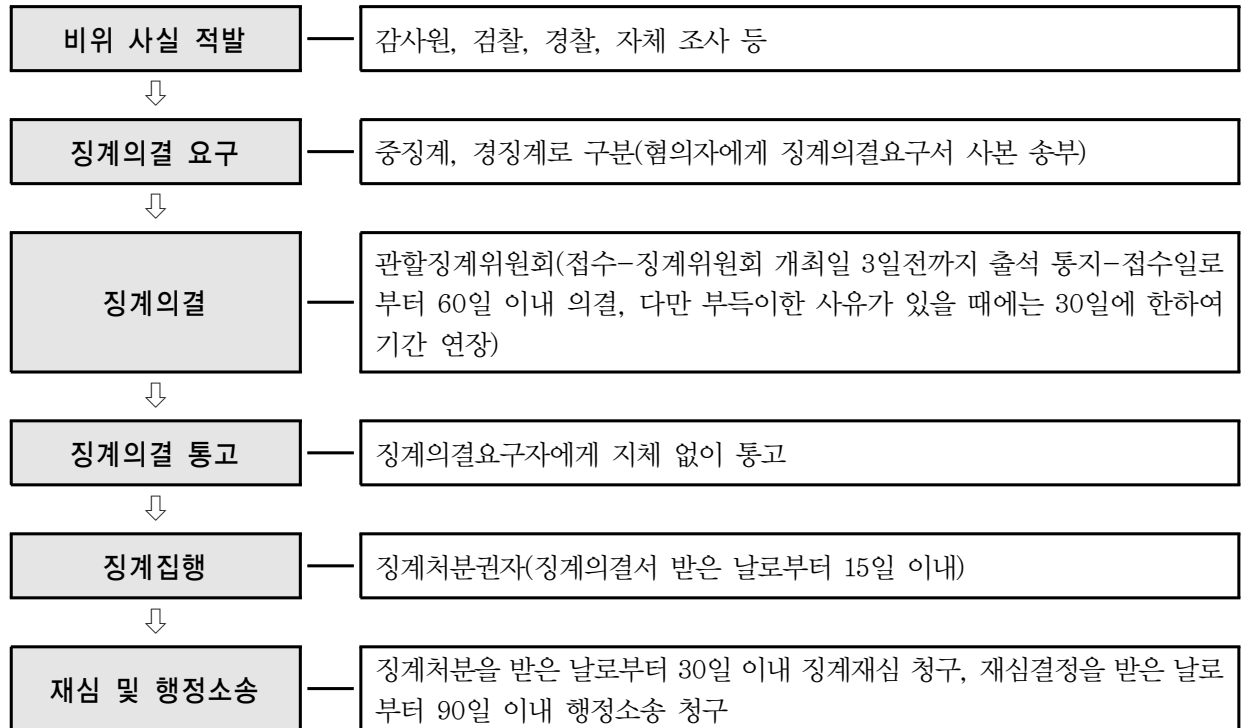 비위 사실 적발
감사원, 검찰, 경찰, 자체 조사 등
징계의결 요구
중징계, 경징계로 구분(혐의자에게 징계의결요구서 사본 송부)
징계의결
관할징계위원회(접수-징계위원회 개최일 3일전까지 출석 통지-접수일로
부터 60일 이내 의결, 다만 부득이한 사유가 있을 때에는 30일에 한하여
기간 연장)
징계의결 통고
징계의결요구자에게 지체 없이 통고
징계집행
징계처분권자(징계의결서 받은 날로부터 15일 이내)
재심 및 행정소송
징계처분을 받은 날로부터 30일 이내 징계재심 청구, 재심결정을 받은 날로
부터 90일 이내 행정소송 청구